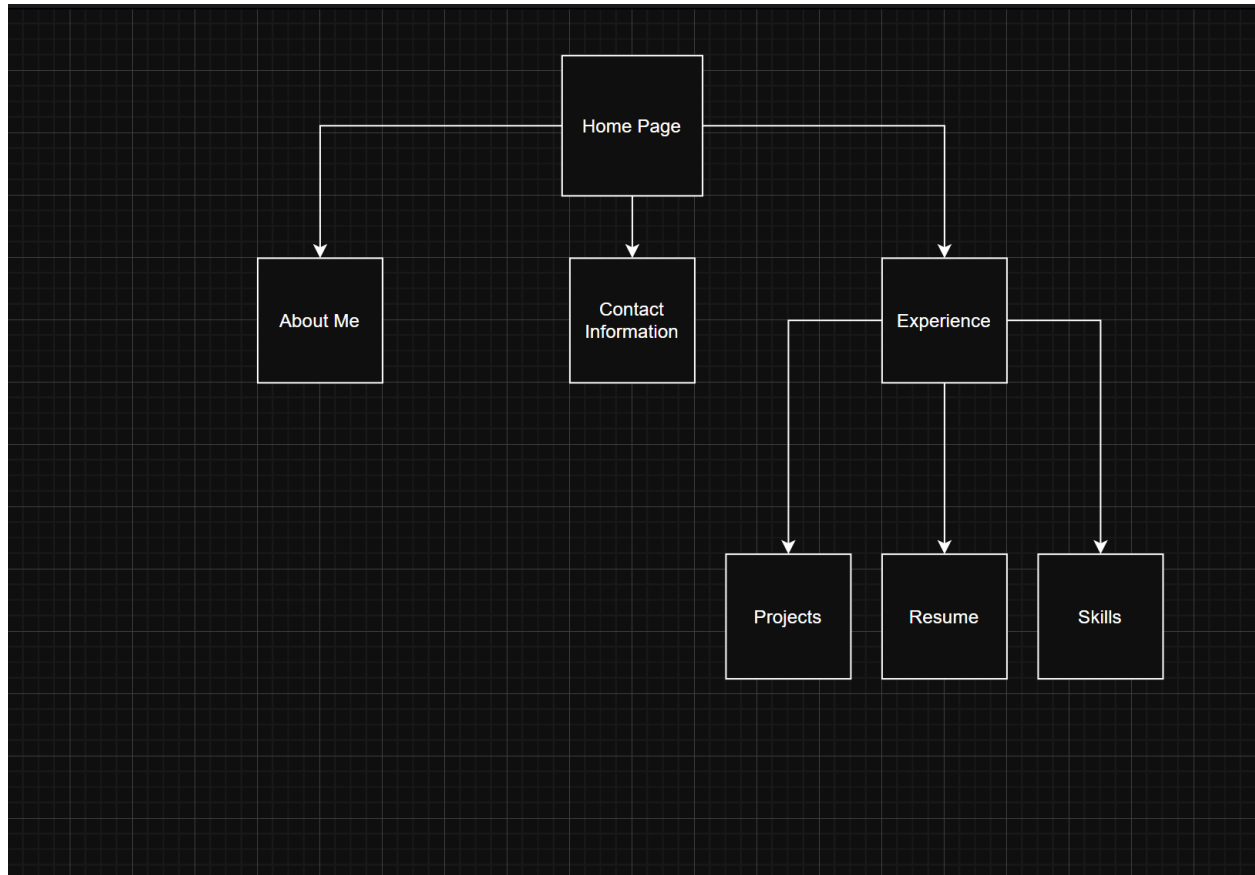 Home Page
About Me
Contact
Information
Experience
Projects
Resume
Skills